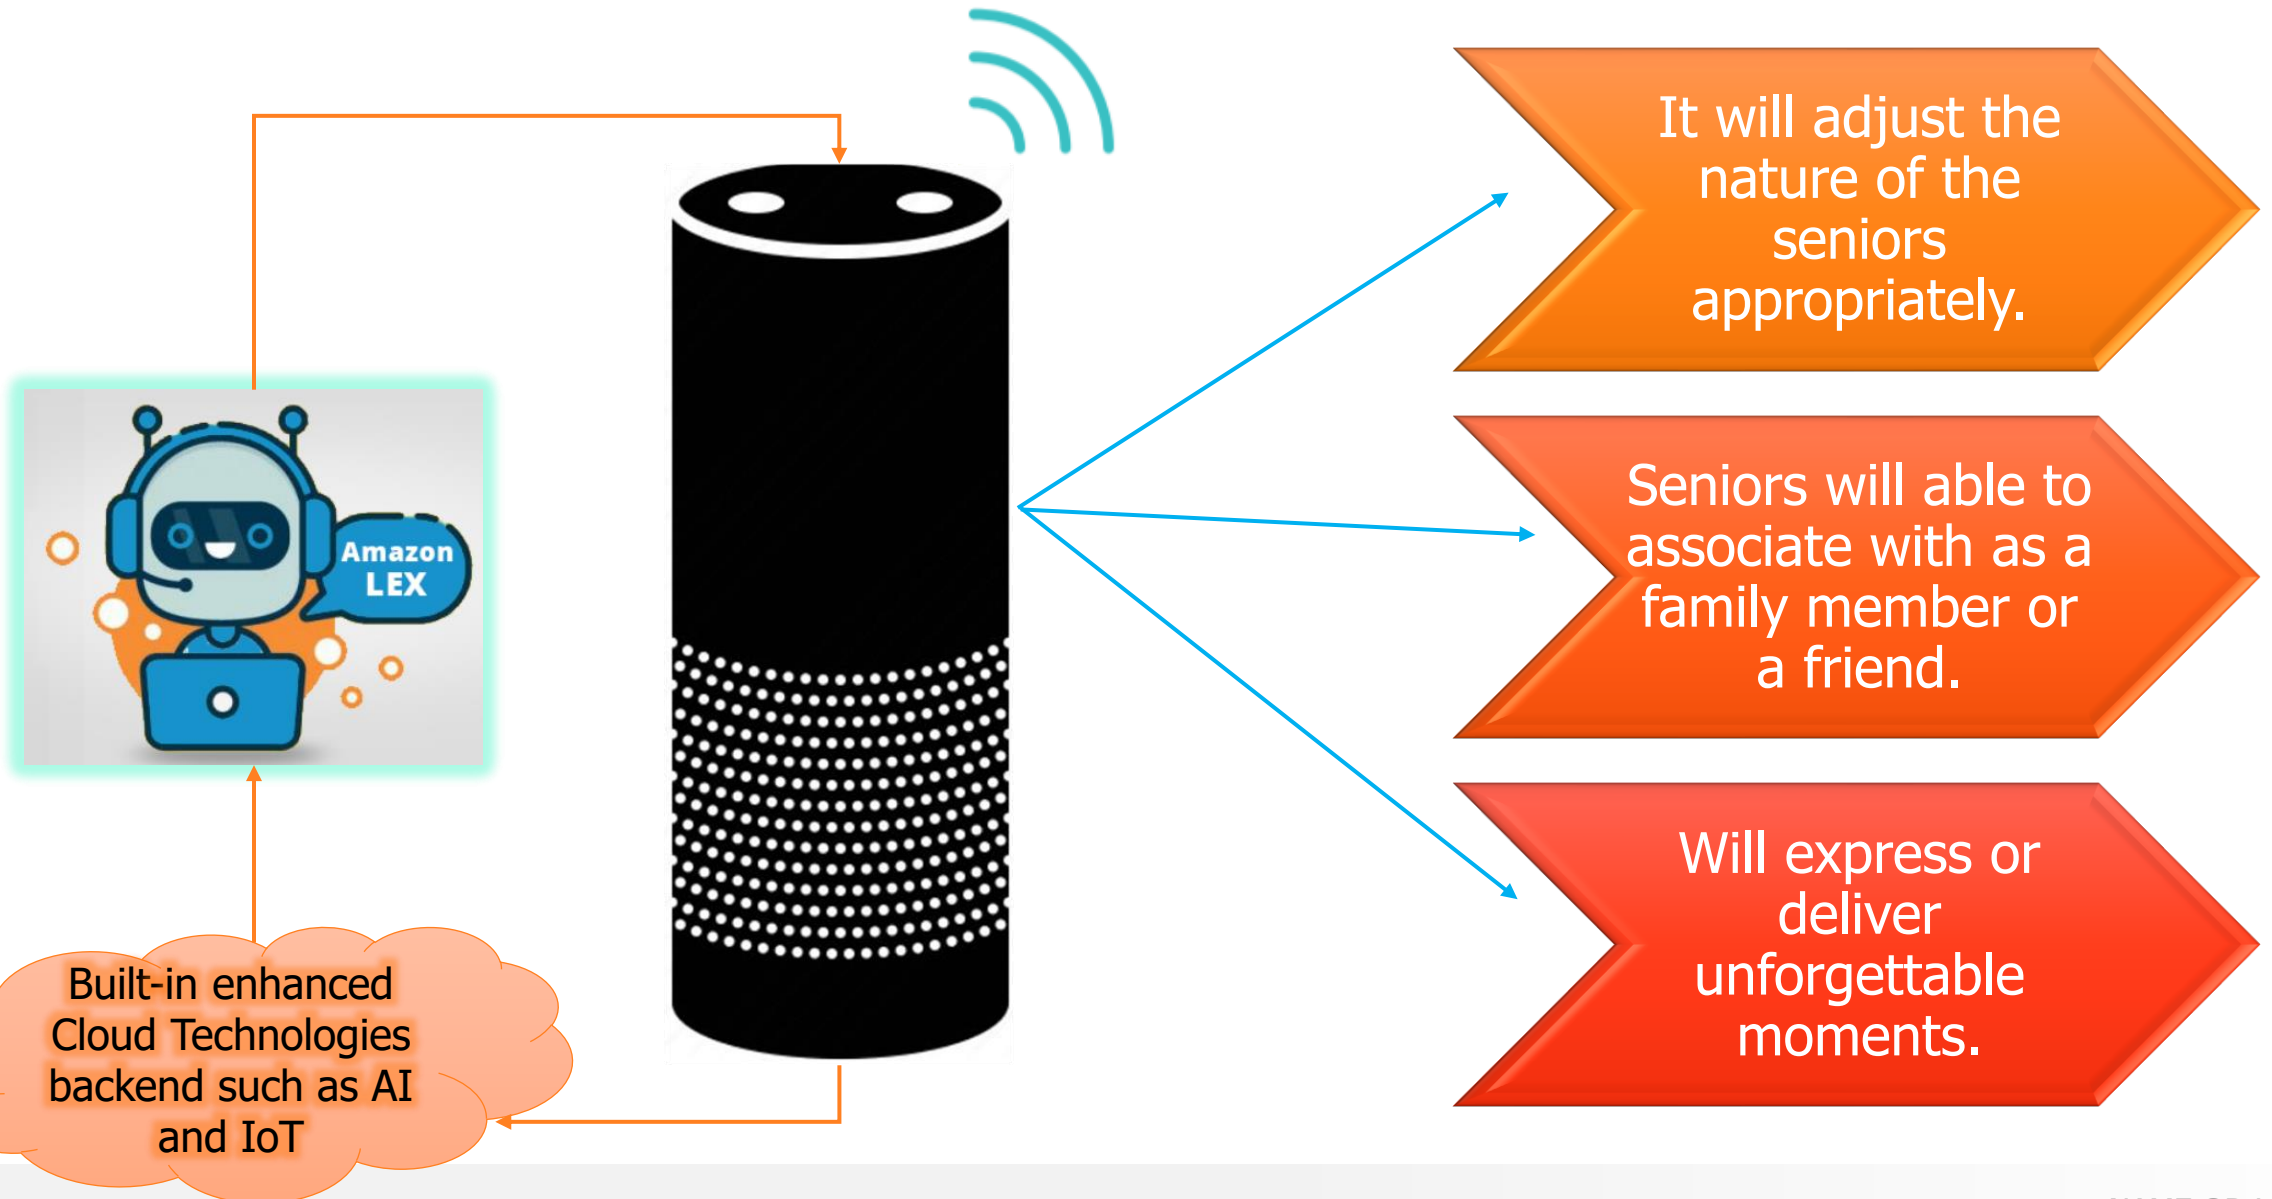 It will adjust the
nature of the
seniors
appropriately.
Amazon
LEX
Seniors will able to
associate with as a
family member or
a friend.
Built-in enhanced
Cloud Technologies
backend such as AI
and IoT
Will express or
deliver
unforgettable
moments.